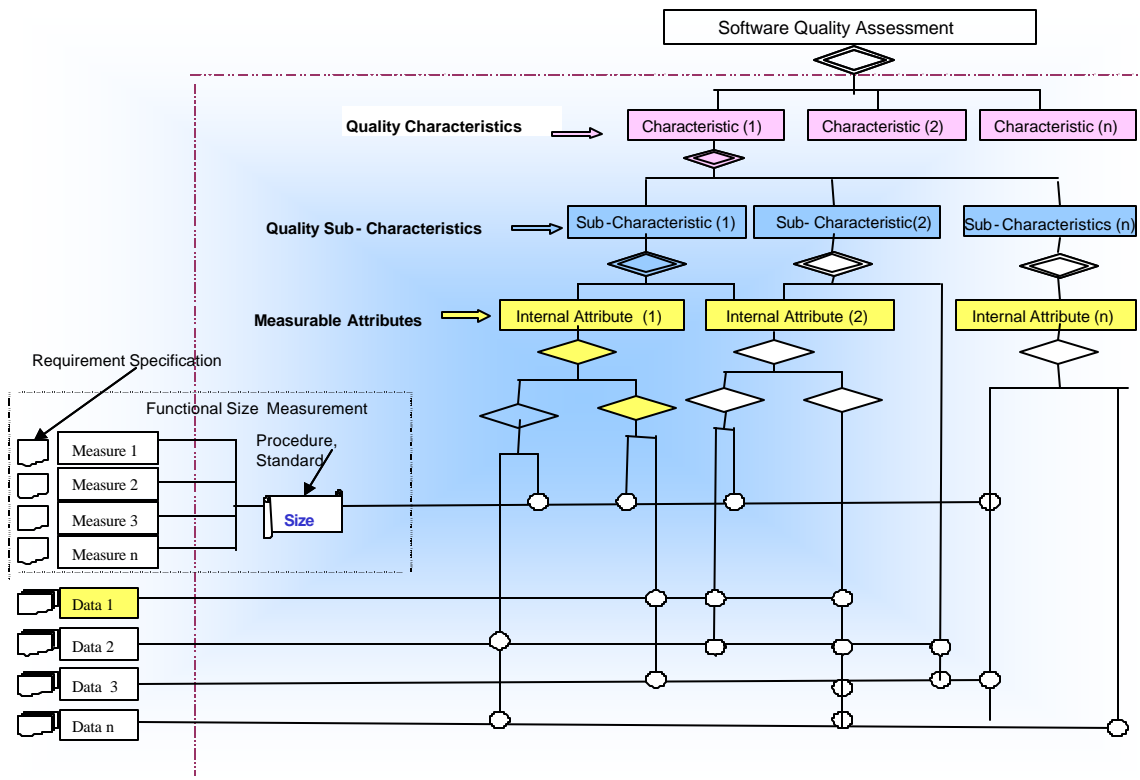 Software Quality Assessment
Quality Characteristics
Characteristic (1)
Characteristic (2)
Characteristic (n)
Quality Sub - Characteristics
Sub-Characteristic (1)
Sub- Characteristic(2)
Sub- Characteristics (n)
Measurable Attributes
Internal Attribute (1)
Internal Attribute (2)
Internal Attribute (n)
Requirement Specification
Functional Size Measurement
Procedure,
Standard
Measure 1
Measure 2
Measure 3
Measure n
Size
Data 1
Data 2
Data 3
Data n